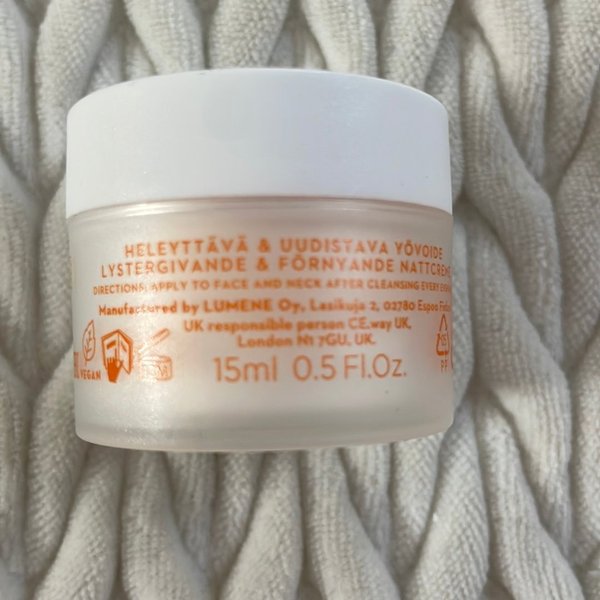 HELEYTTÄVÄ & UUDISTAVA YÖVOIDE
LYSTERGIVANDE & FÖRNYANDE NATTCREME
DIRECTIONS: APPLY TO FACE AND NECK AFTER CLEANSING EVERY
Manufactured by LUMENE Oy, Lasikuja 2, 02780 Espoo
UK responsible person CE.way UK,
London N1 7GU, UK.
VEGAN
15ml 0.5 Fl.Oz.
PP